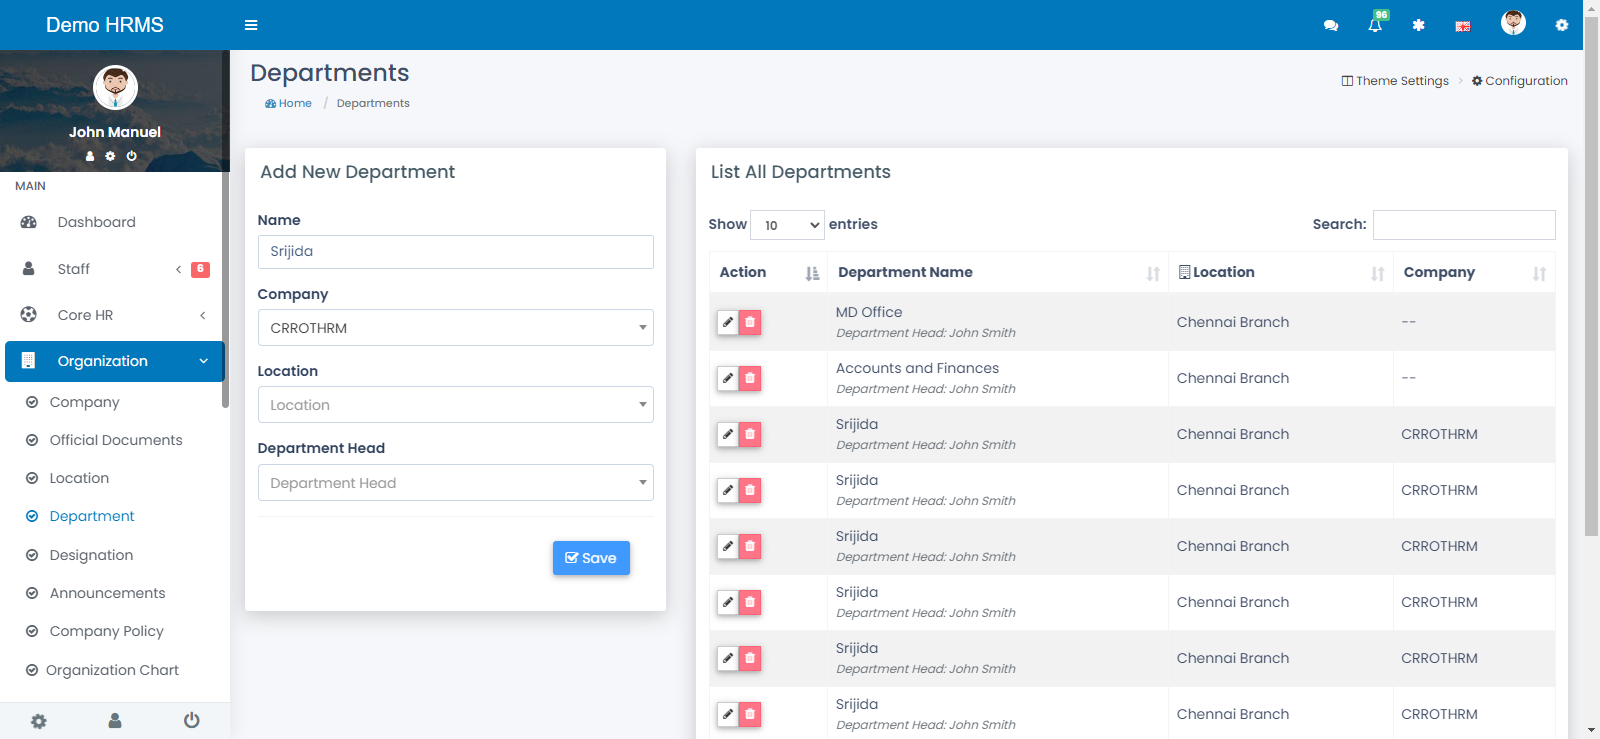 Demo HRMS
96
John Manuel
MAIN
Dashboard
Staff 6
Core HR
Organization
Company
Official Documents
Location
Department
Designation
Announcements
Company Policy
Organization Chart
Departments
Home / Departments
Theme Settings > Configuration
Add New Department
Name
Srijida
Company
CRROTHRM
Location
Location
Department Head
Department Head
Save
List All Departments
Show 10 entries
Search:
Action Department Name Location Company
MD Office
Department Head: John Smith
Chennai Branch
--
Accounts and Finances
Department Head: John Smith
Chennai Branch
--
Srijida
Department Head: John Smith
Chennai Branch
CRROTHRM
Srijida
Department Head: John Smith
Chennai Branch
CRROTHRM
Srijida
Department Head: John Smith
Chennai Branch
CRROTHRM
Srijida
Department Head: John Smith
Chennai Branch
CRROTHRM
Srijida
Department Head: John Smith
Chennai Branch
CRROTHRM
Srijida
Department Head: John Smith
Chennai Branch
CRROTHRM